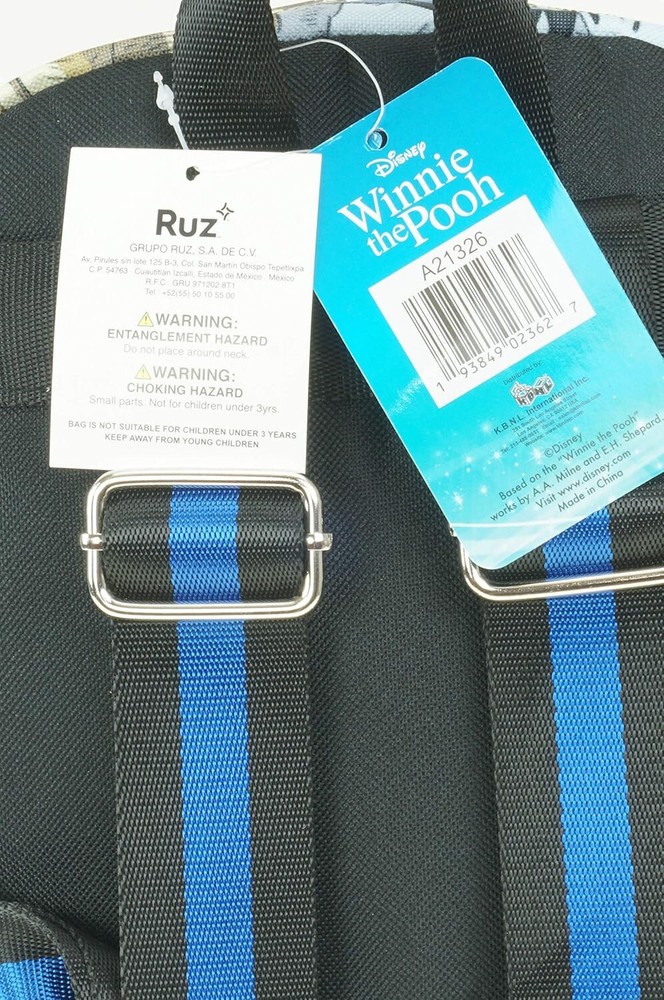 Ruz
GRUPO RUZ, S.A. DE C.V.
Av. Pirules s/n lote 125 B-3, Col. San Martín Obispo Tepetlixpa
C.P. 54763 Cuautitlan Izcalli, Estado de México México
R.F.C.: GRU 971202 8T1
Tel.: +52(55) 50 10 55 00
WARNING:
ENTANGLEMENT HAZARD
Do not place around neck.
WARNING:
CHOKING HAZARD
Small parts. Not for children under 3yrs.
BAG IS NOT SUITABLE FOR CHILDREN UNDER 3 YEARS
KEEP AWAY FROM YOUNG CHILDREN
Disney
Winnie
the Pooh
A21326
1 93849 02362 7
Distributed by:
K.B.N.L. International Inc.
©Disney
Based on the "Winnie the Pooh"
works by A.A. Milne and E.H. Shepard
Visit www.disney.com
Made in China